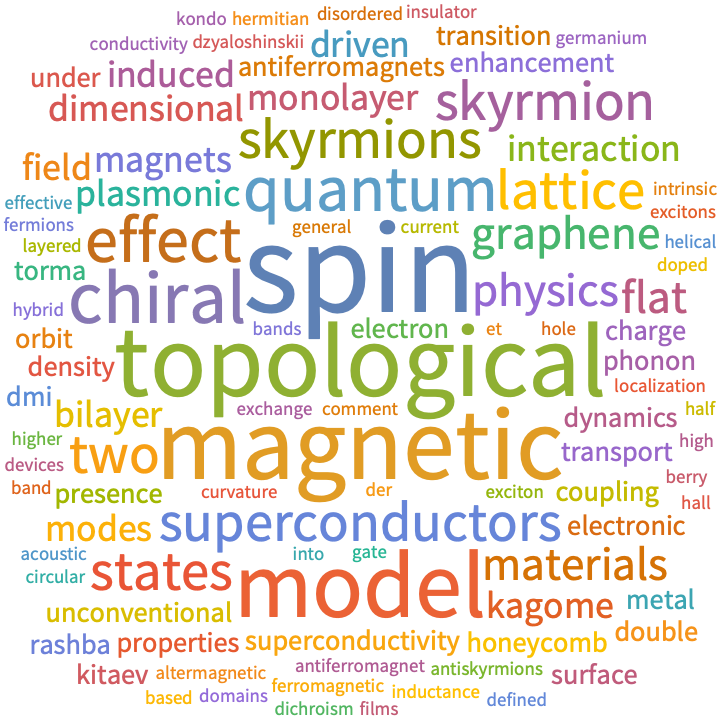 kondo hermitian disordered insulator
conductivity dzyaloshinskii driven transition germanium
under induced antiferromagnets enhancement
dimensional monolayer skyrmion
skyrmions interaction
field magnets
effective plasmonic quantum lattice intrinsic
fermions effect general current graphene excitons
layered spin helical
torma chiral physics flat doped
hybrid bands electron et hole charge
orbit topological phonon
density localization
dmi bilayer exchange comment dynamics half
higher two magnetic transport high
devices berry
band presence curvature der exciton coupling hall
modes superconductors electronic
acoustic states into gate materials
circular model kagome metal
unconventional double
rashba properties superconductivity honeycomb
kitaev altermagnetic antiferromagnet antiskyrmions surface
based domains ferromagnetic inductance defined
dichroism films